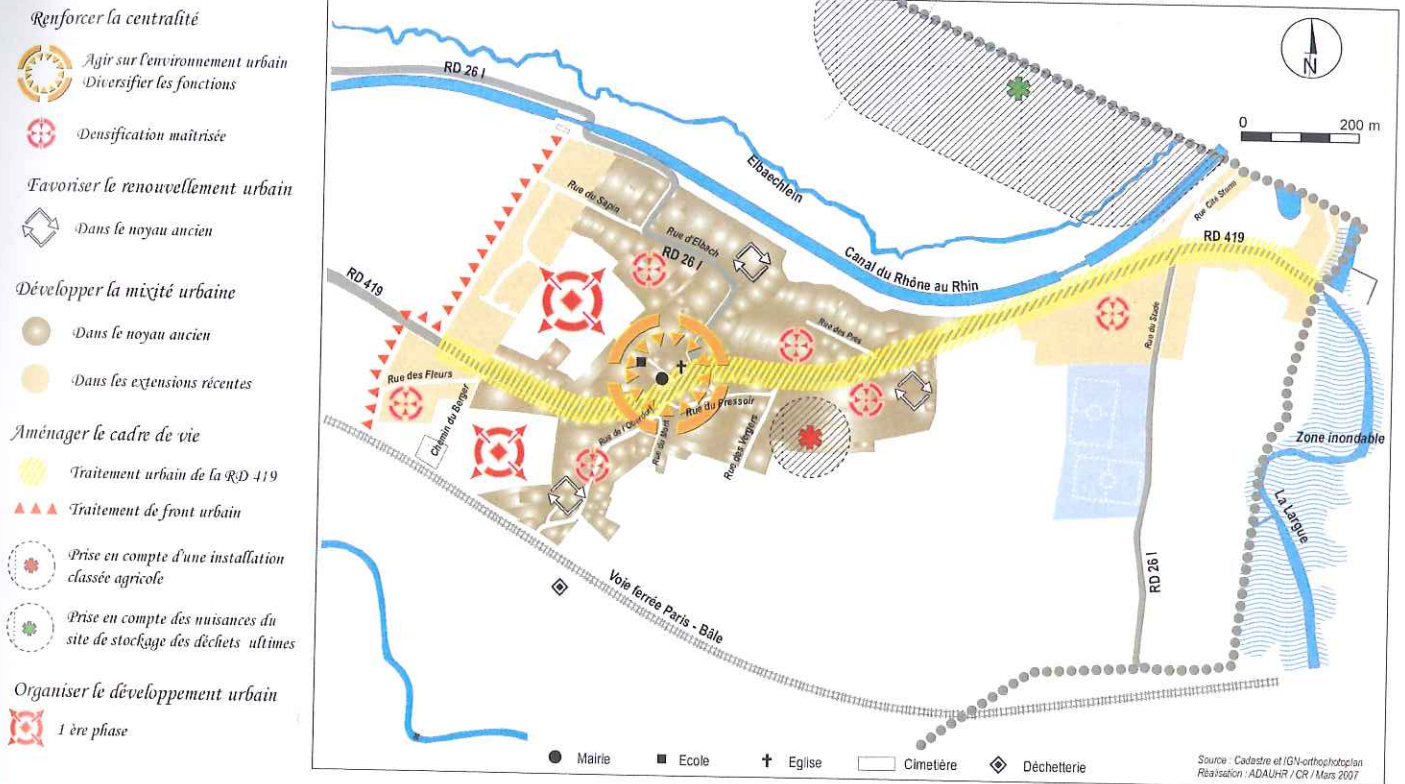 Renforcer la centralité
Agir sur l'environnement urbain
Diversifier les fonctions
Densification maîtrisée
Favoriser le renouvellement urbain
Dans le noyau ancien
Développer la mixité urbaine
Dans le noyau ancien
Dans les extensions récentes
Aménager le cadre de vie
Traitement urbain de la RD 419
Traitement de front urbain
Prise en compte d'une installation
classée agricole
Prise en compte des nuisances du
site de stockage des déchets ultimes
Organiser le développement urbain
1 ère phase
RD 26 I
N
0 200 m
Elbaechlein
Rue du Sapin
Rue d'Elbach
RD 26 I
Canal du Rhône au Rhin
Rue Cité Sturm
RD 419
RD 419
Rue des Prés
Rue du Stade
Rue des Fleurs
Chemin du Berger
Rue de l'Oberdorf
Rue du Mont
Rue du Pressoir
Rue des Vergers
Zone inondable
La Largue
RD 26 I
Voie ferrée Paris - Bâle
Mairie
Ecole
Eglise
Cimetière
Déchetterie
Source : Cadastre et IGN-orthophotoplan
Réalisation : ADAUHR / CR / Mars 2007